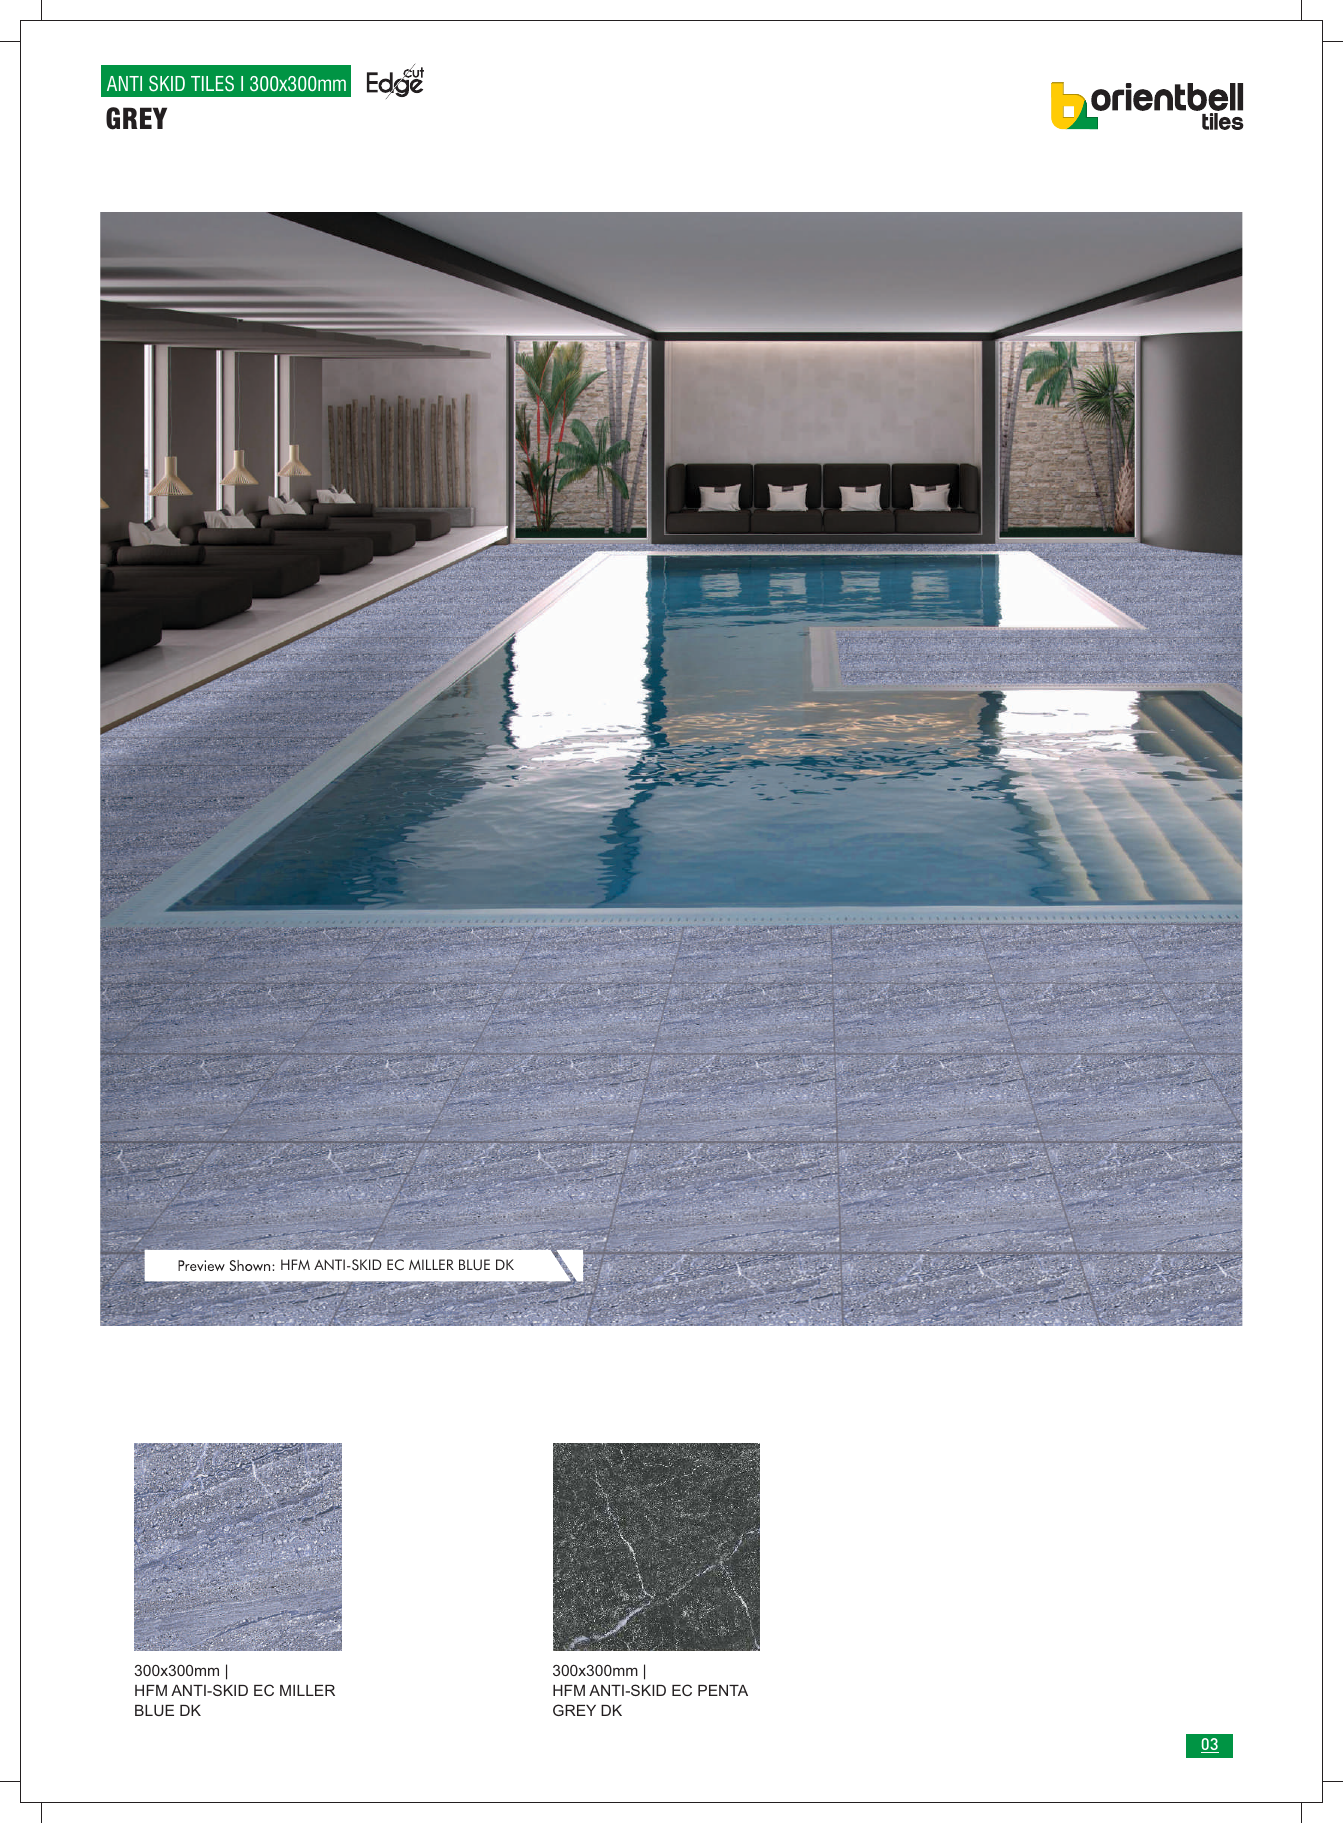 ANTI SKID TILES I 300x300mm
Edge cut
GREY
orientbell
tiles
Preview Shown: HFM ANTI-SKID EC MILLER BLUE DK
300x300mm |
HFM ANTI-SKID EC MILLER
BLUE DK
300x300mm |
HFM ANTI-SKID EC PENTA
GREY DK
03